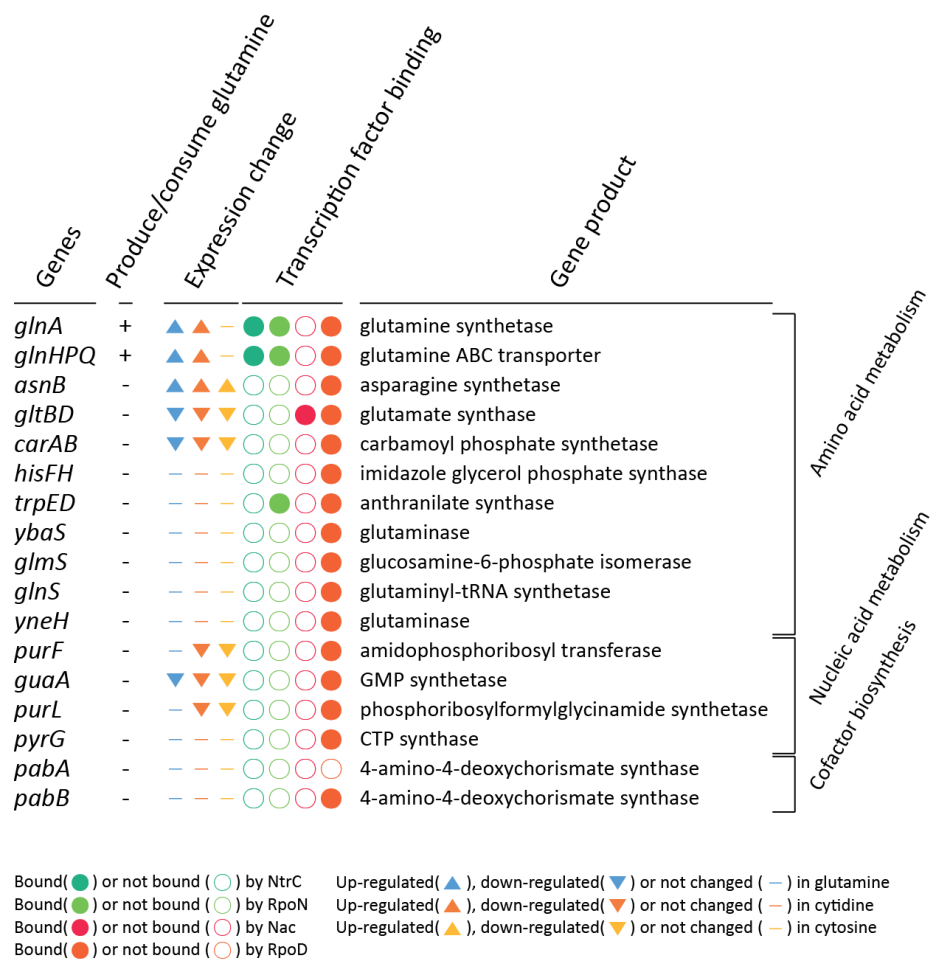 Genes
Produce/consume glutamine
Expression change
Transcription factor binding
Gene product
glnA + glutamine synthetase
glnHPQ + glutamine ABC transporter
asnB - asparagine synthetase
gltBD - glutamate synthase
carAB - carbamoyl phosphate synthetase
hisFH - imidazole glycerol phosphate synthase
trpED - anthranilate synthase
ybaS - glutaminase
glmS - glucosamine-6-phosphate isomerase
glnS - glutaminyl-tRNA synthetase
yneH - glutaminase
purF - amidophosphoribosyl transferase
guaA - GMP synthetase
purL - phosphoribosylformylglycinamide synthetase
pyrG - CTP synthase
pabA - 4-amino-4-deoxychorismate synthase
pabB - 4-amino-4-deoxychorismate synthase
Amino acid metabolism
Nucleic acid metabolism
Cofactor biosynthesis
Bound( ) or not bound ( ) by NtrC
Bound( ) or not bound ( ) by RpoN
Bound( ) or not bound ( ) by Nac
Bound( ) or not bound ( ) by RpoD
Up-regulated( ), down-regulated( ) or not changed ( ) in glutamine
Up-regulated( ), down-regulated( ) or not changed ( ) in cytidine
Up-regulated( ), down-regulated( ) or not changed ( ) in cytosine